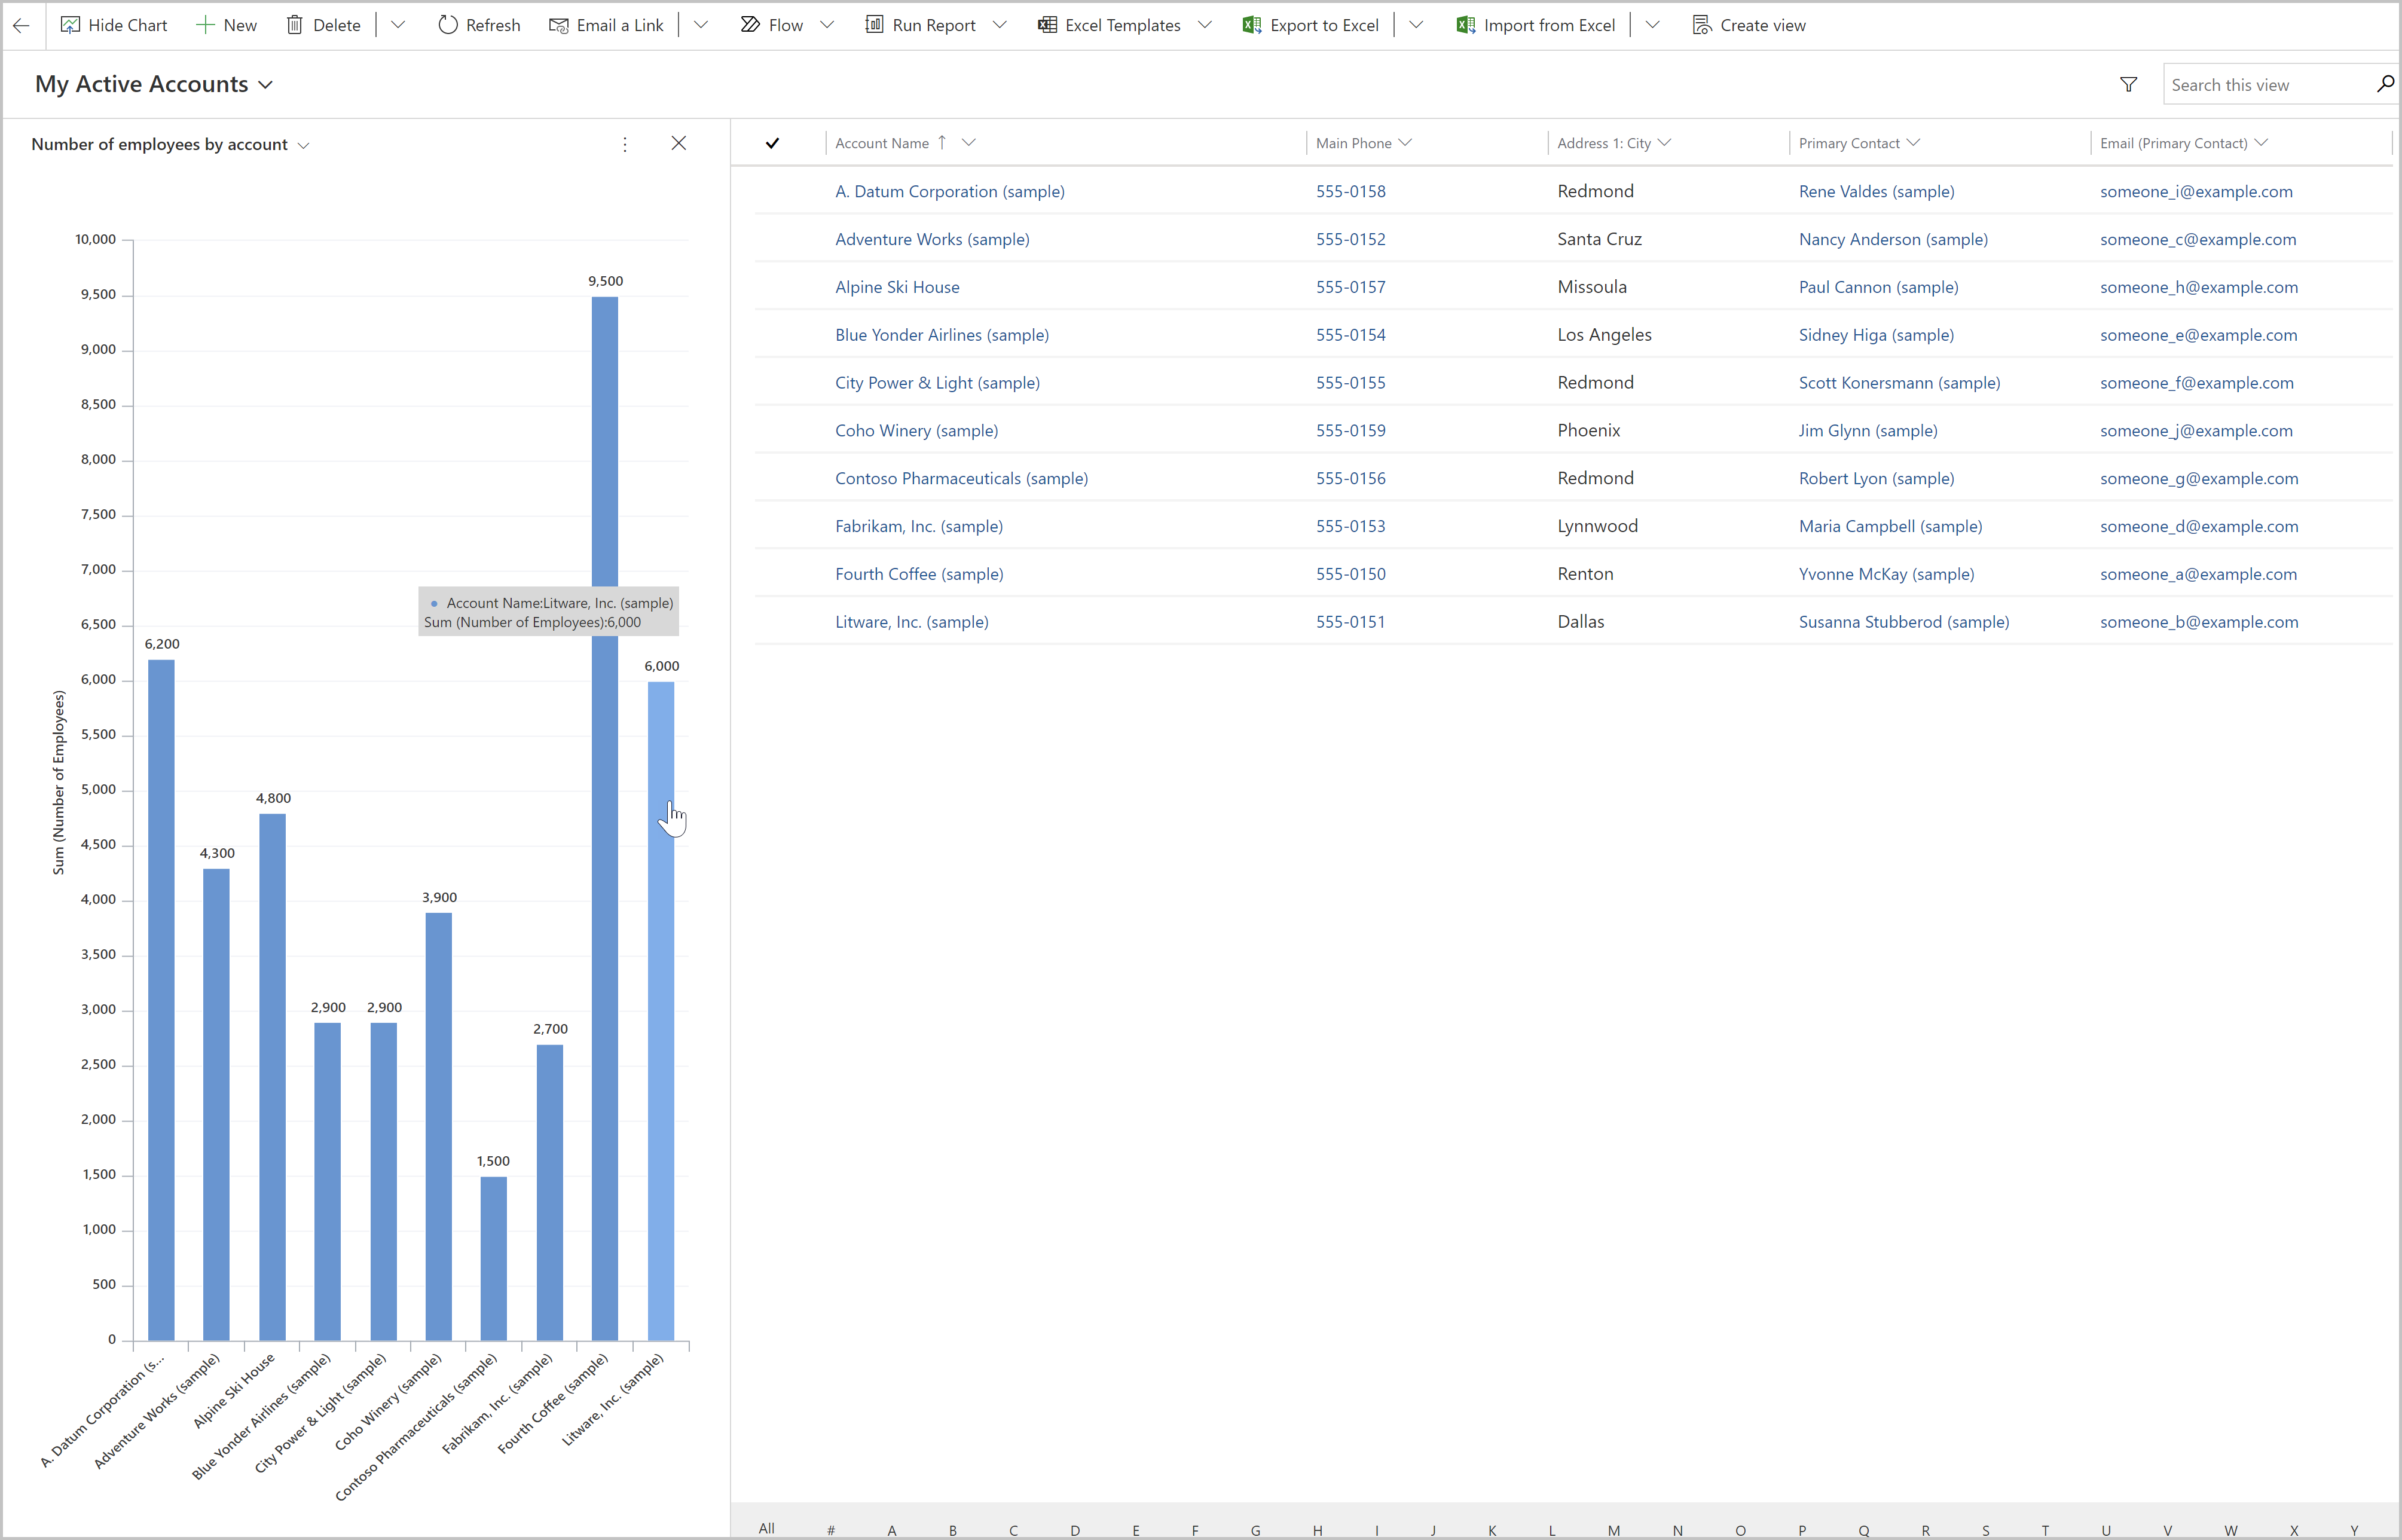 Hide Chart New Delete Refresh Email a Link Flow Run Report Excel Templates Export to Excel Import from Excel Create view
My Active Accounts
Search this view
Number of employees by account
10,000
9,500
9,000
8,500
8,000
7,500
7,000
6,500
6,000
5,500
5,000
4,500
4,000
3,500
3,000
2,500
2,000
1,500
1,000
500
0
Sum (Number of Employees)
6,200
4,300
4,800
2,900
2,900
3,900
1,500
2,700
9,500
6,000
Account Name:Litware, Inc. (sample)
Sum (Number of Employees):6,000
A. Datum Corporation (s...
Adventure Works (sample)
Alpine Ski House
Blue Yonder Airlines (sample)
City Power & Light (sample)
Coho Winery (sample)
Contoso Pharmaceuticals (sample)
Fabrikam, Inc. (sample)
Fourth Coffee (sample)
Litware, Inc. (sample)
Account Name Main Phone Address 1: City Primary Contact Email (Primary Contact)
A. Datum Corporation (sample) 555-0158 Redmond Rene Valdes (sample) someone_i@example.com
Adventure Works (sample) 555-0152 Santa Cruz Nancy Anderson (sample) someone_c@example.com
Alpine Ski House 555-0157 Missoula Paul Cannon (sample) someone_h@example.com
Blue Yonder Airlines (sample) 555-0154 Los Angeles Sidney Higa (sample) someone_e@example.com
City Power & Light (sample) 555-0155 Redmond Scott Konersmann (sample) someone_f@example.com
Coho Winery (sample) 555-0159 Phoenix Jim Glynn (sample) someone_j@example.com
Contoso Pharmaceuticals (sample) 555-0156 Redmond Robert Lyon (sample) someone_g@example.com
Fabrikam, Inc. (sample) 555-0153 Lynnwood Maria Campbell (sample) someone_d@example.com
Fourth Coffee (sample) 555-0150 Renton Yvonne McKay (sample) someone_a@example.com
Litware, Inc. (sample) 555-0151 Dallas Susanna Stubberod (sample) someone_b@example.com
All # A B C D E F G H I J K L M N O P Q R S T U V W X Y